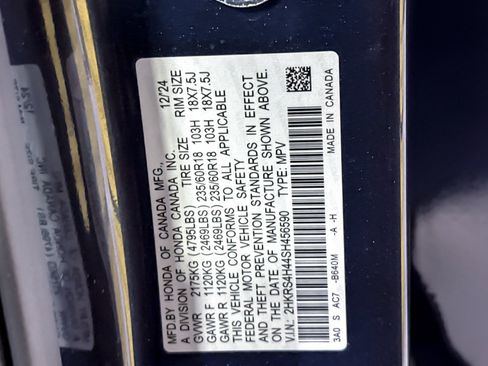 MFD.BY HONDA OF CANADA MFG. 12/24
A DIVISION OF HONDA CANADA INC. TIRE SIZE RIM SIZE
GVWR 2175KG (4795LBS)
GAWR F 1120KG (2469LBS) 235/60R18 103H 18X7.5J
GAWR R 1120KG (2469LBS) 235/60R18 103H 18X7.5J
THIS VEHICLE CONFORMS TO ALL APPLICABLE
FEDERAL MOTOR VEHICLE SAFETY
AND THEFT PREVENTION STANDARDS IN EFFECT
ON THE DATE OF MANUFACTURE SHOWN ABOVE.
V.I.N.: 2HKRS4H44SH456590 TYPE: MPV
3A0 S AC7 -B640M -A -H MADE IN CANADA